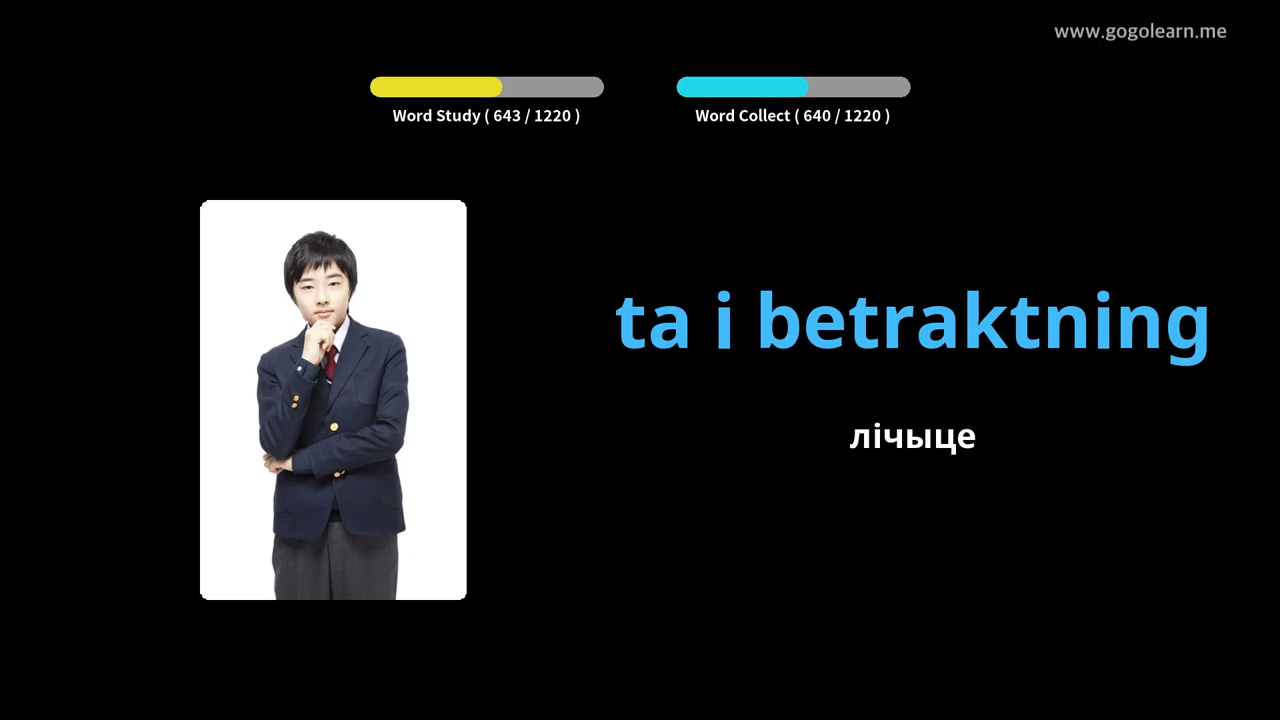 www.gogolearn.me
Word Study ( 643 / 1220 )
Word Collect ( 640 / 1220 )
ta i betraktning
лічыце